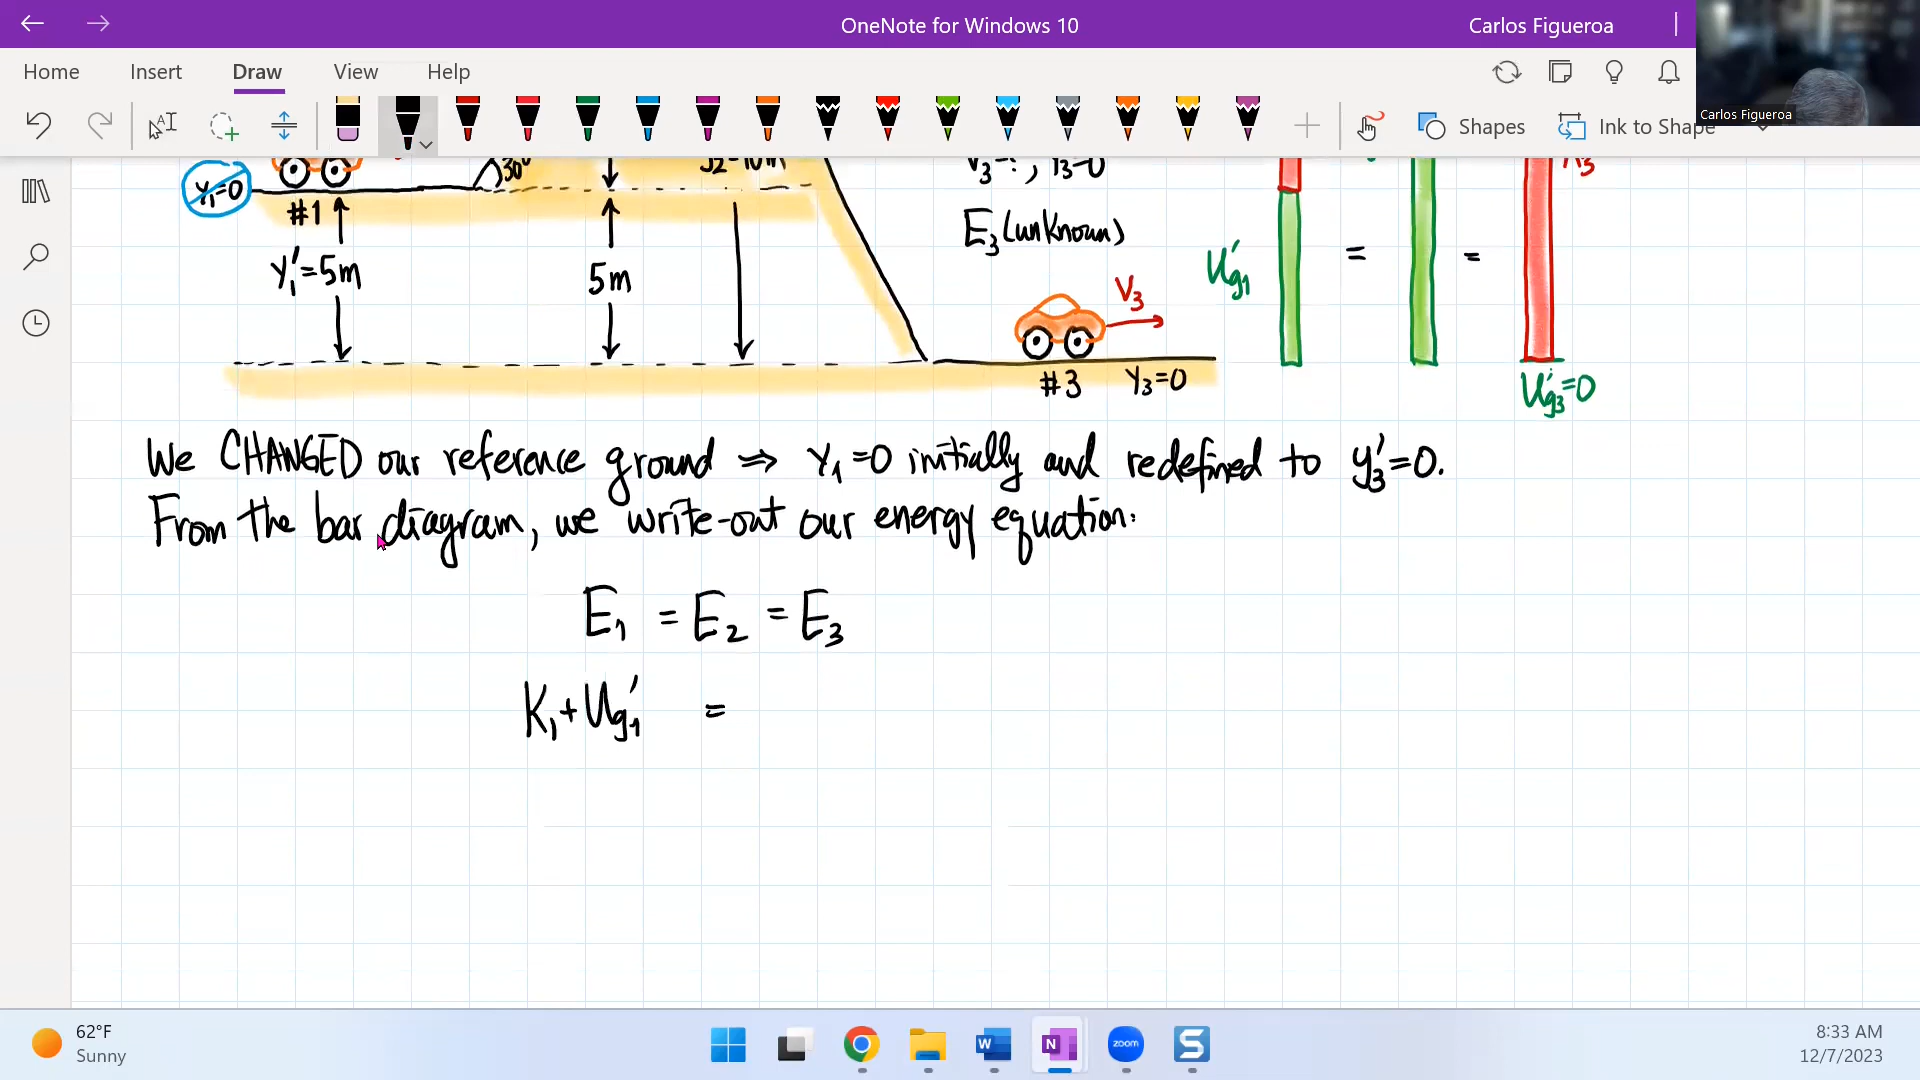 OneNote for Windows 10
Carlos Figueroa
Home Insert Draw View Help
Carlos Figueroa
Shapes
Ink to Shape
Y₁=0
#1
30°
Y₁'=5m
5m
E₃ (unknown)
V₃
#3 Y₃=0
U'g₁ = =
U'g₃=0
We CHANGED our reference ground ⇒ Y₁=0 initially and redefined to y₃'=0.
From the bar diagram, we write-out our energy equation:
E₁ = E₂ = E₃
K₁+U'g₁ =
62°F
Sunny
W N zoom S
8:33 AM
12/7/2023